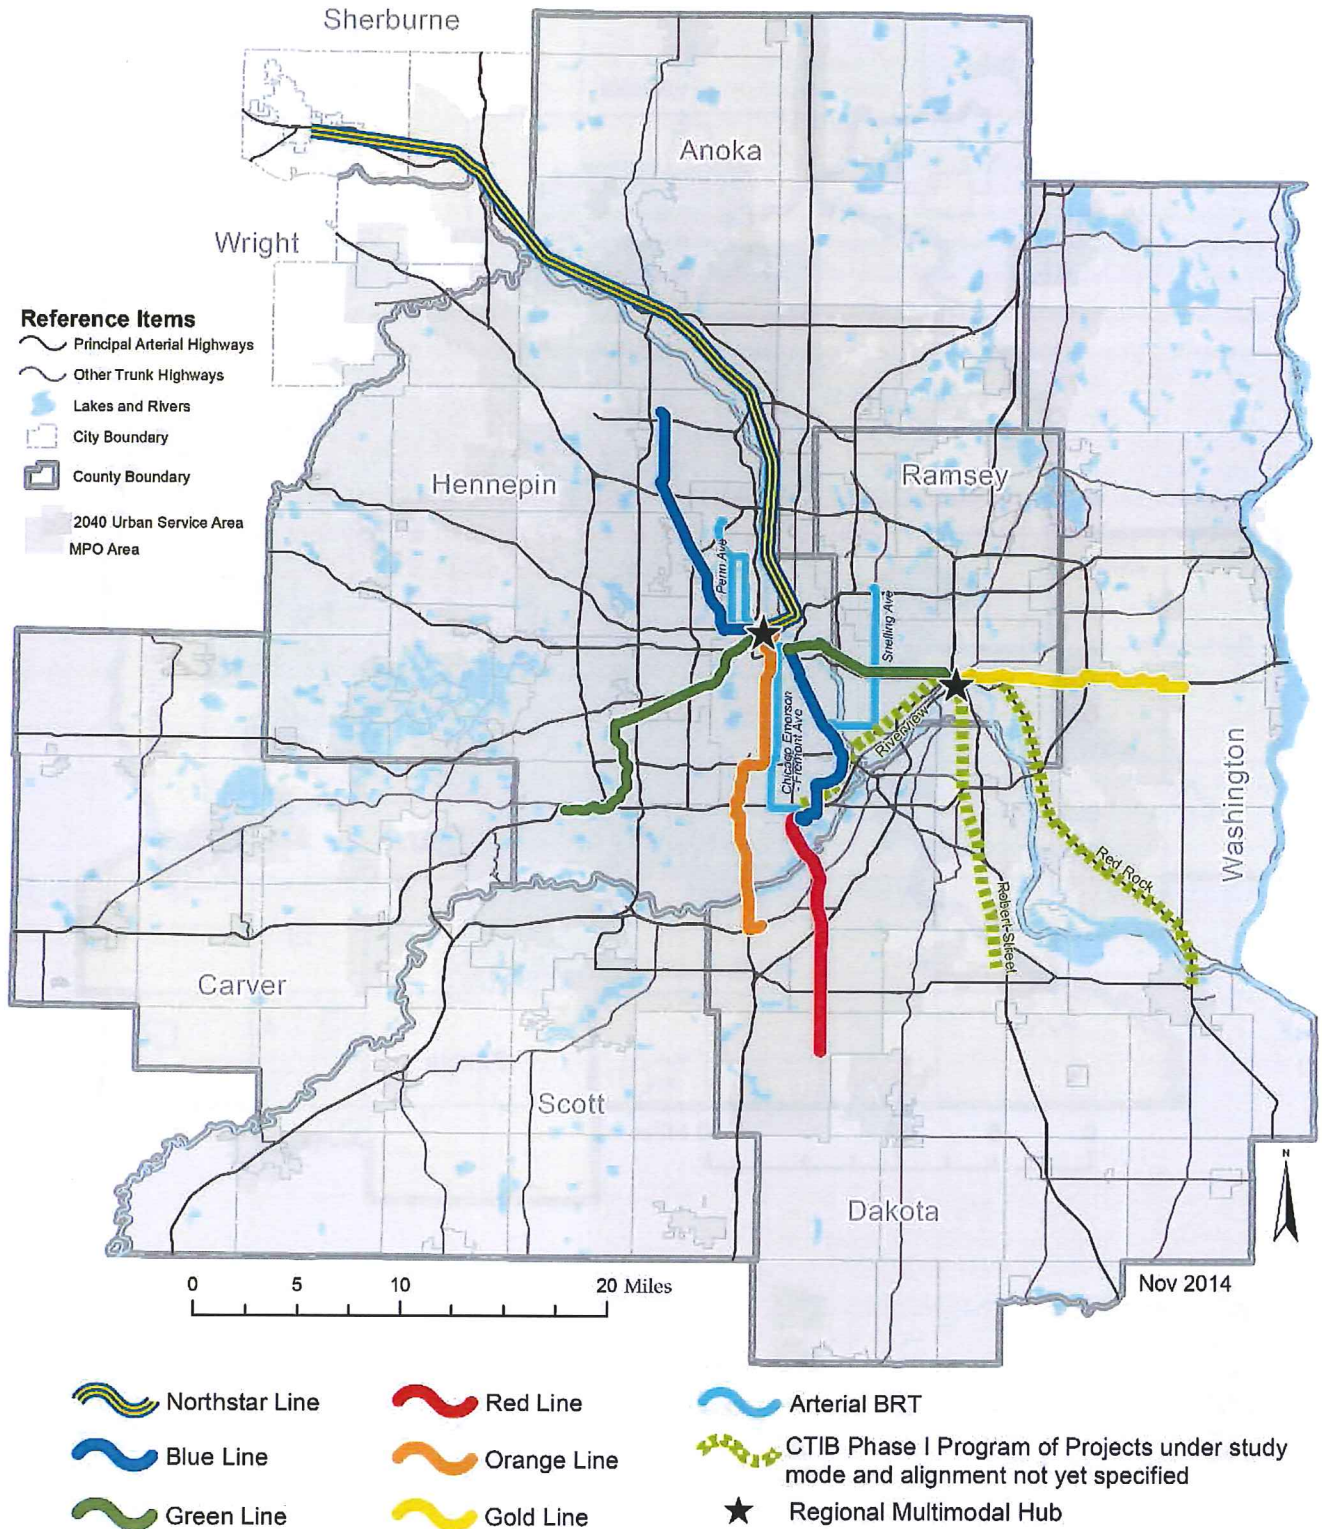 Sherburne
Anoka
Wright
Reference Items
Principal Arterial Highways
Other Trunk Highways
Lakes and Rivers
City Boundary
County Boundary
2040 Urban Service Area
MPO Area
Hennepin
Ramsey
Penn Ave
Snelling Ave
Riverview
Chicago Emerson
- Fremont Ave
Washington
Red Rock
Robert Street
Carver
Scott
Dakota
N
Nov 2014
0 5 10 20 Miles
Northstar Line
Red Line
Arterial BRT
Blue Line
Orange Line
CTIB Phase I Program of Projects under study
mode and alignment not yet specified
Green Line
Gold Line
Regional Multimodal Hub